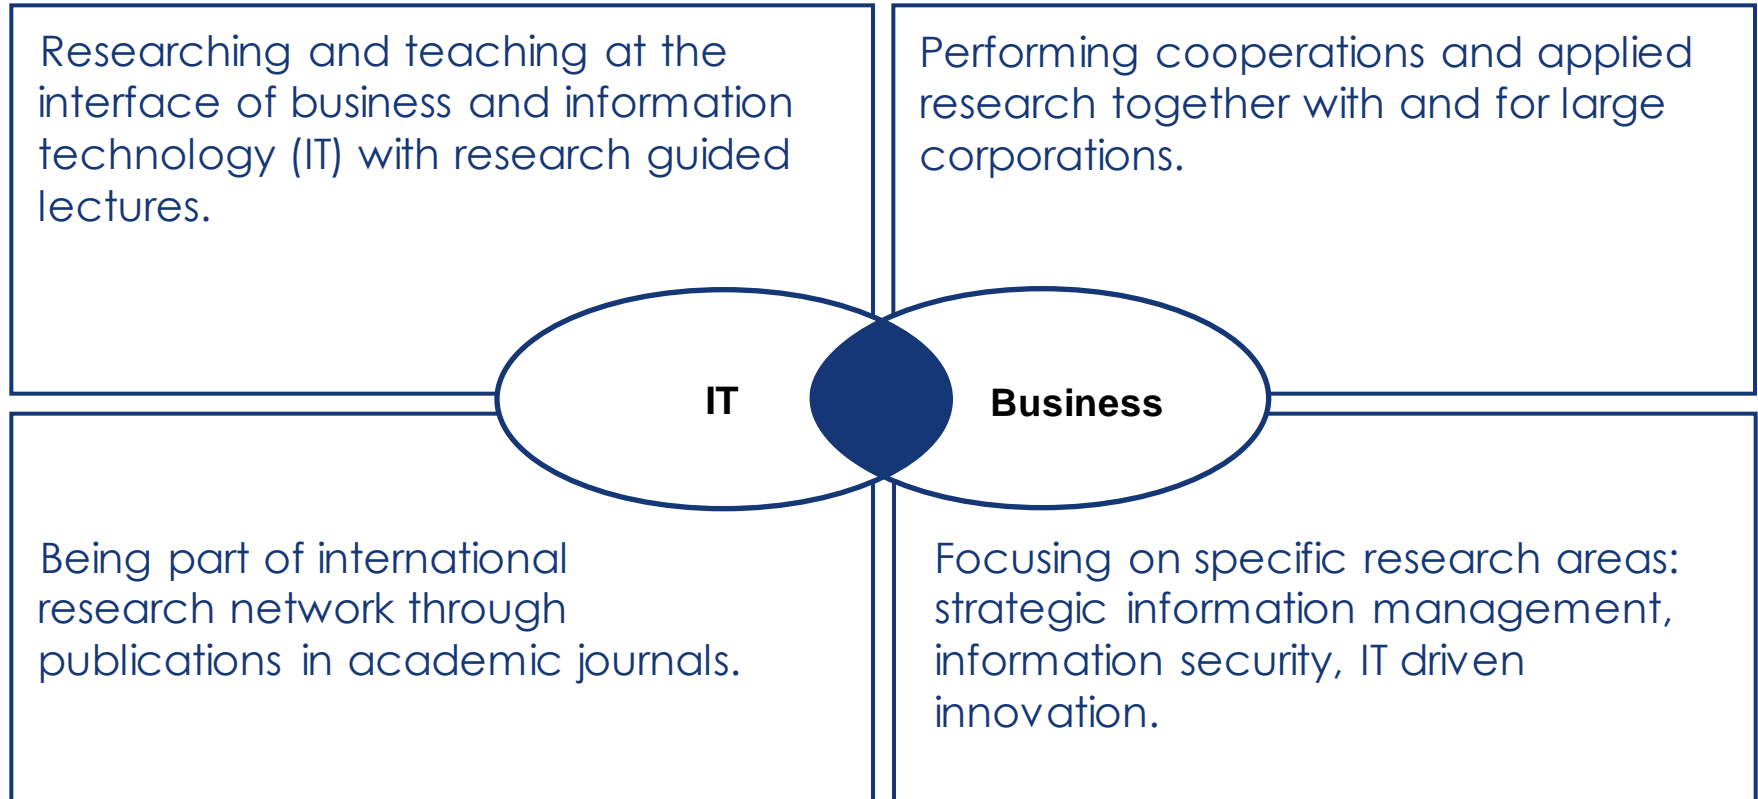 Researching and teaching at the
interface of business and information
technology (IT) with research guided
lectures.
Performing cooperations and applied
research together with and for large
corporations.
IT
Business
Being part of international
research network through
publications in academic journals.
Focusing on specific research areas:
strategic information management,
information security, IT driven
innovation.